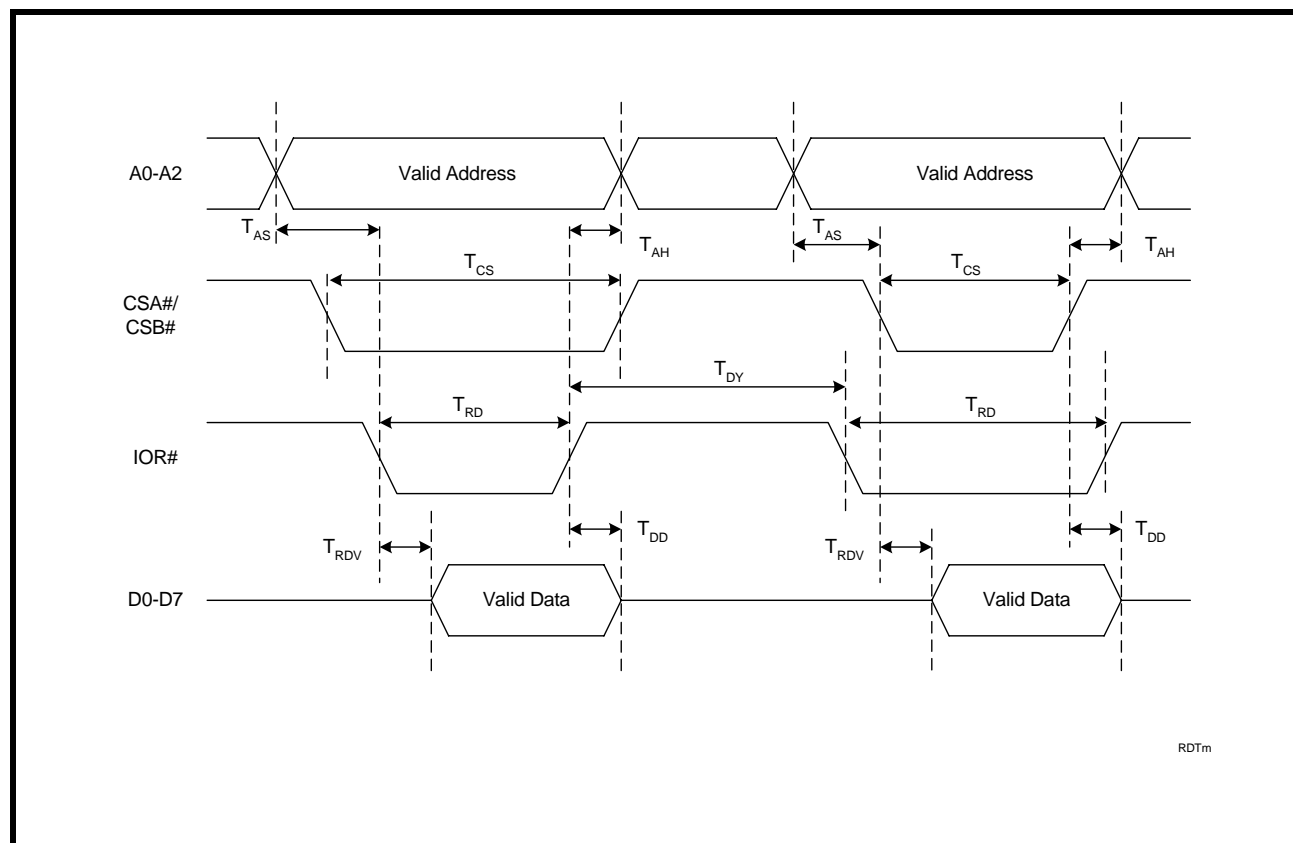 A0-A2
Valid Address
Valid Address
TAS
TAH
TAS
TAH
TCS
TCS
CSA#/
CSB#
TDY
TRD
TRD
IOR#
TRDV
TDD
TRDV
TDD
D0-D7
Valid Data
Valid Data
RDTm